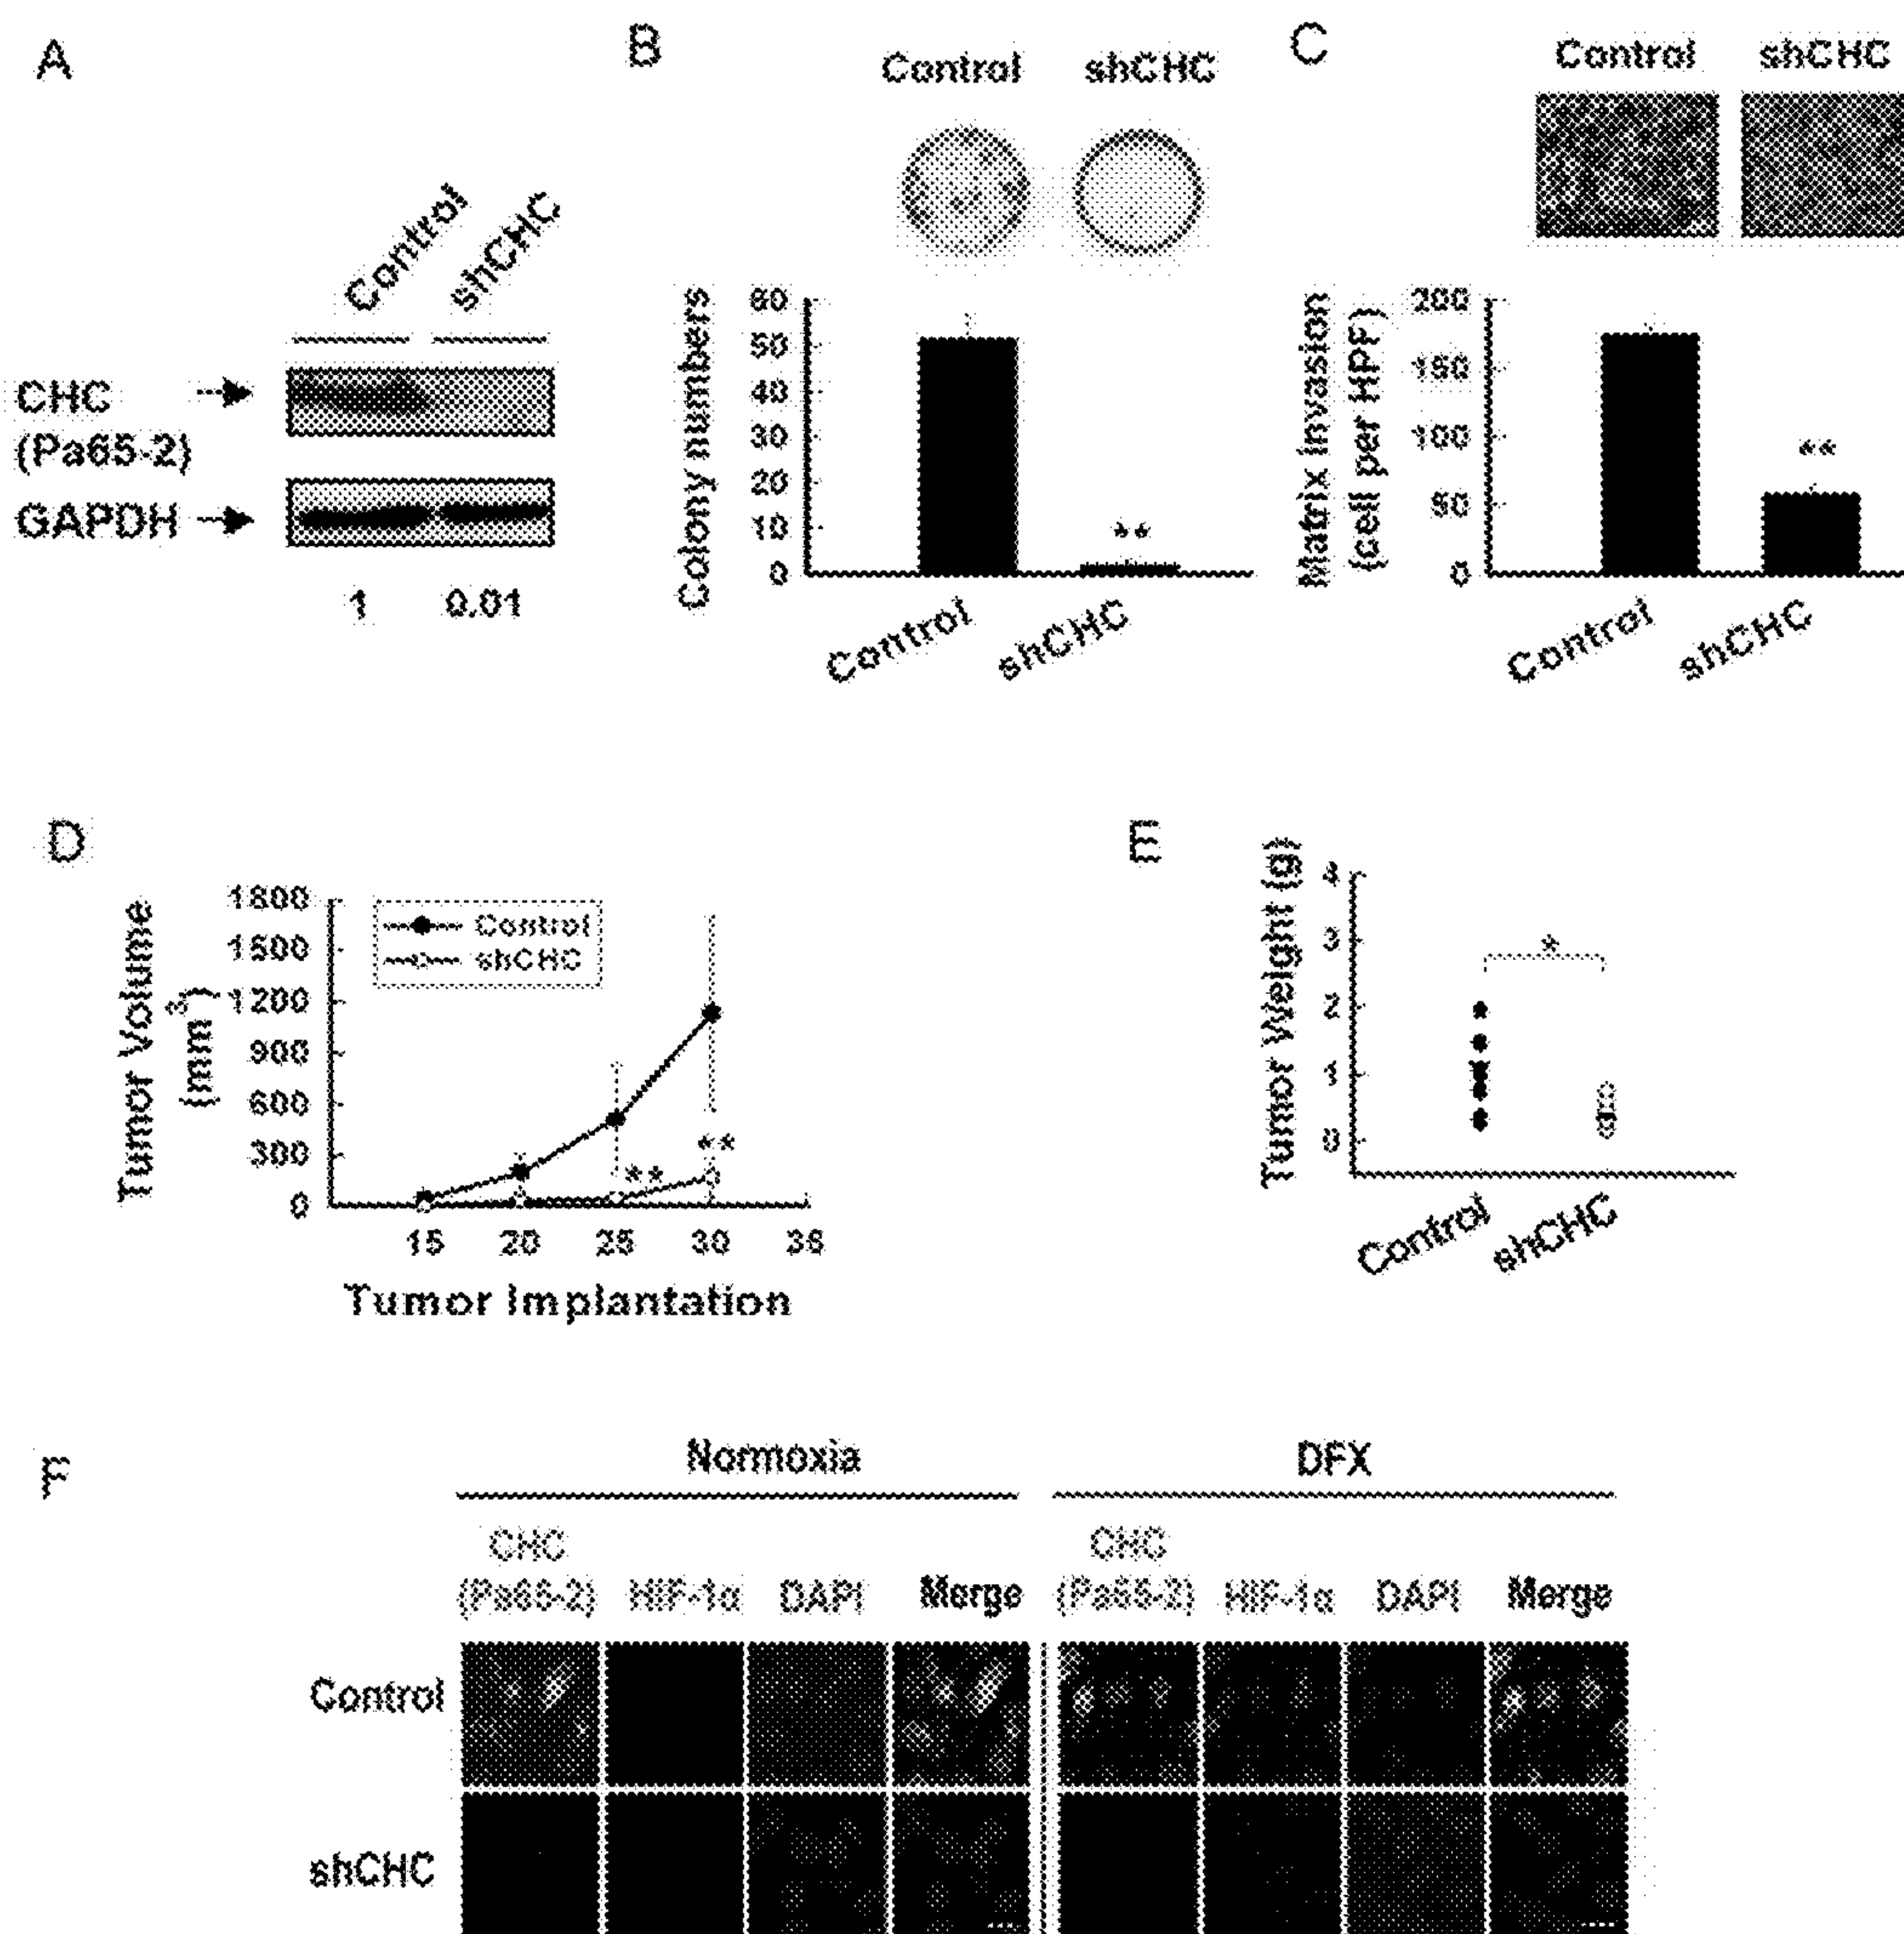 A
Control
shCHC
CHC
(Pa65-2)
GAPDH
1 0.01
B
Control shCHC
Colony numbers
60
50
40
30
20
10
0
**
Control
shCHC
C
Control shCHC
Matrix invasion
(cell per HPF)
200
150
100
50
0
**
Control
shCHC
D
Tumor Volume
(mm3)
1800
1500
1200
900
600
300
0
Control
shCHC
**
**
15 20 25 30 35
Tumor Implantation
E
Tumor Weight (g)
4
3
2
1
0
*
Control
shCHC
F
Normoxia DFX
CHC CHC
(Pa65-2) HIF-1α DAPI Merge (Pa65-2) HIF-1α DAPI Merge
Control
shCHC